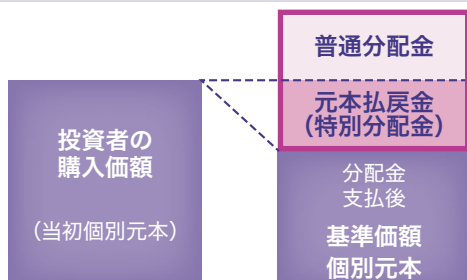 普通分配金
元本払戻金
（特別分配金）
投資者の
購入価額
（当初個別元本）
分配金
支払後
基準価額
個別元本